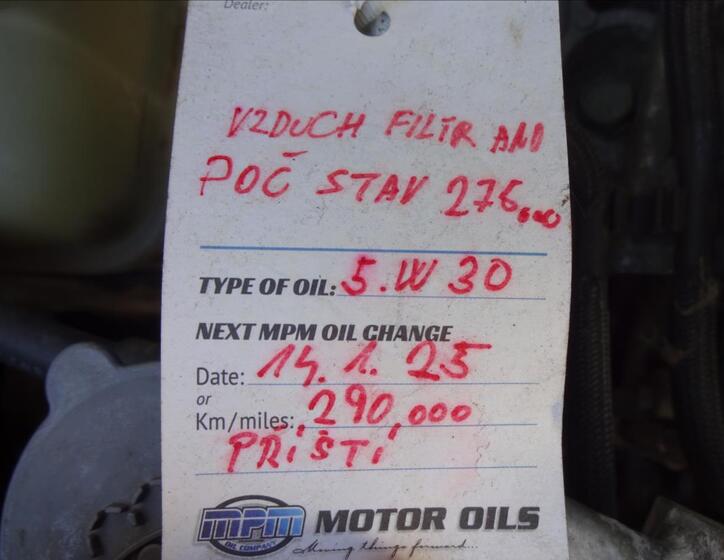 Dealer:
VZDUCH FILTR ANO
POČ STAV 276.000
TYPE OF OIL: 5.W 30
NEXT MPM OIL CHANGE
Date: 14.1.25
or
Km/miles: 290,000
PŘÍŠTÍ
MPM MOTOR OILS
OIL COMPANY
Moving things forward...